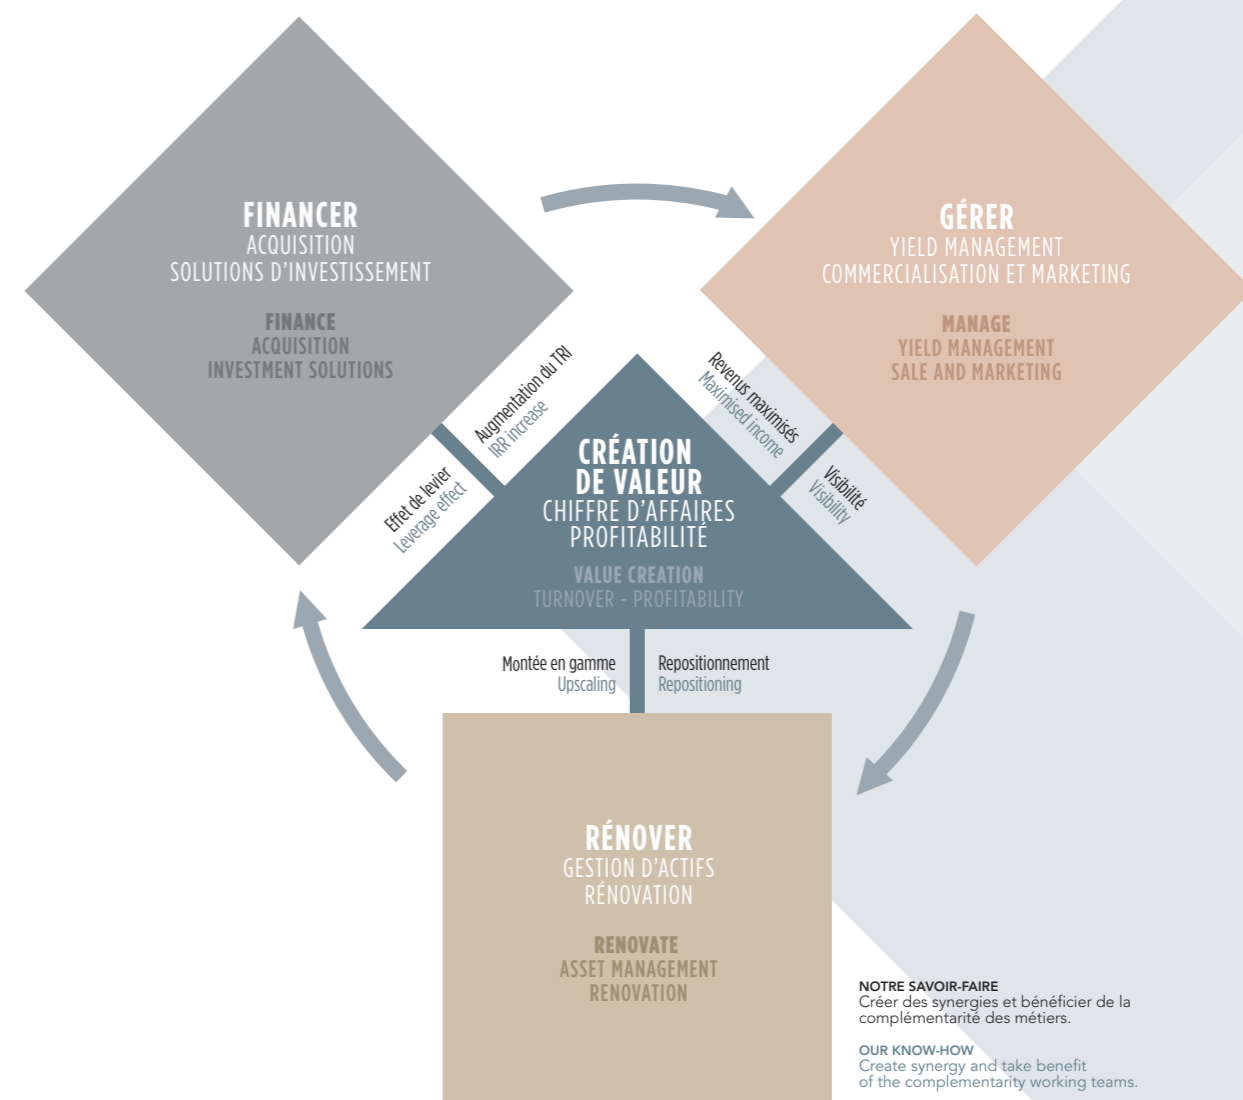 FINANCER
ACQUISITION
SOLUTIONS D'INVESTISSEMENT
FINANCE
ACQUISITION
INVESTMENT SOLUTIONS
GÉRER
YIELD MANAGEMENT
COMMERCIALISATION ET MARKETING
MANAGE
YIELD MANAGEMENT
SALE AND MARKETING
Augmentation du TRI
IRR increase
Effet de levier
Leverage effect
Revenus maximisés
Maximised income
Visibilité
Visibility
CRÉATION
DE VALEUR
CHIFFRE D'AFFAIRES
PROFITABILITÉ
VALUE CREATION
TURNOVER - PROFITABILITY
Montée en gamme
Upscaling
Repositionnement
Repositioning
RÉNOVER
GESTION D'ACTIFS
RÉNOVATION
RENOVATE
ASSET MANAGEMENT
RENOVATION
NOTRE SAVOIR-FAIRE
Créer des synergies et bénéficier de la
complémentarité des métiers.
OUR KNOW-HOW
Create synergy and take benefit
of the complementarity working teams.